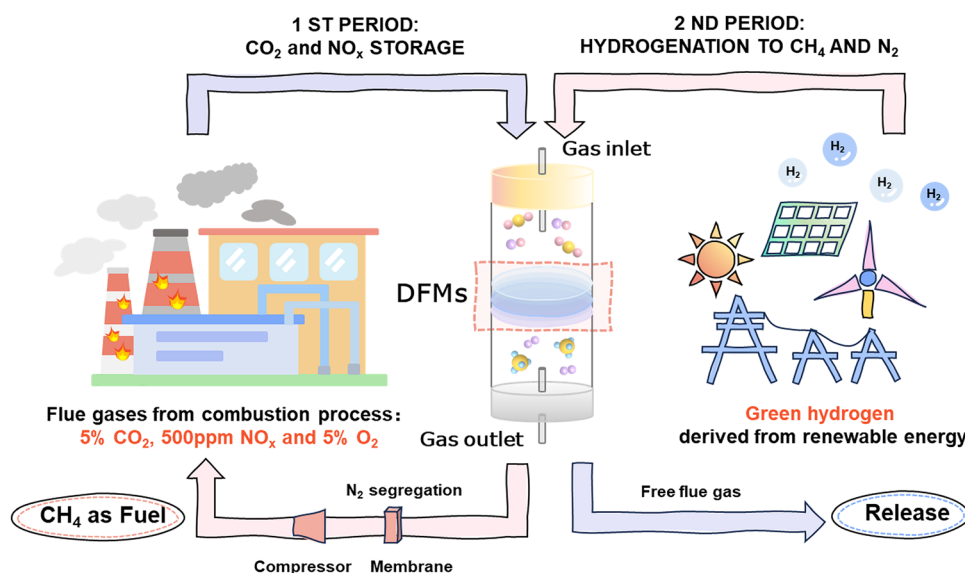 1 ST PERIOD:
CO₂ and NOₓ STORAGE
2 ND PERIOD:
HYDROGENATION TO CH₄ AND N₂
Gas inlet
H₂
H₂
H₂
H₂
DFMs
Flue gases from combustion process:
5% CO₂, 500ppm NOₓ and 5% O₂
Gas outlet
Green hydrogen
derived from renewable energy
CH₄ as Fuel
N₂ segregation
Compressor
Membrane
Free flue gas
Release